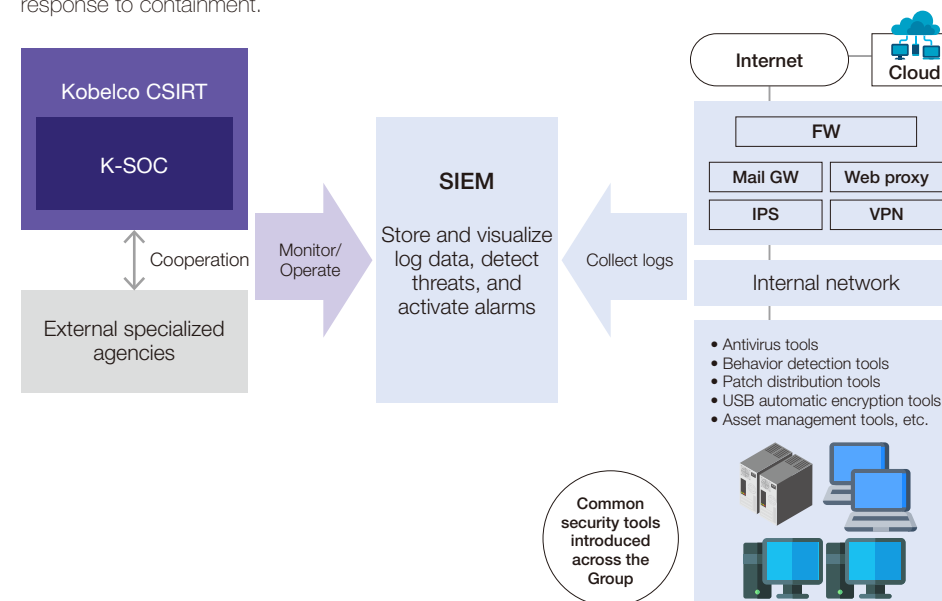 response to containment.
Kobelco CSIRT
K-SOC
Cooperation
External specialized
agencies
Monitor/
Operate
SIEM
Store and visualize
log data, detect
threats, and
activate alarms
Collect logs
Internet
Cloud
FW
Mail GW
Web proxy
IPS
VPN
Internal network
• Antivirus tools
• Behavior detection tools
• Patch distribution tools
• USB automatic encryption tools
• Asset management tools, etc.
Common
security tools
introduced
across the
Group